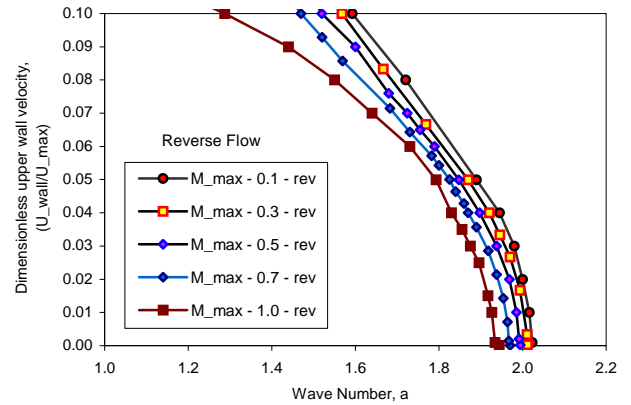 Dimensionless upper wall velocity,
(U_wall/U_max)
0.10
0.09
0.08
0.07
0.06
0.05
0.04
0.03
0.02
0.01
0.00
Reverse Flow
M_max - 0.1 - rev
M_max - 0.3 - rev
M_max - 0.5 - rev
M_max - 0.7 - rev
M_max - 1.0 - rev
1.0 1.2 1.4 1.6 1.8 2.0 2.2
Wave Number, a